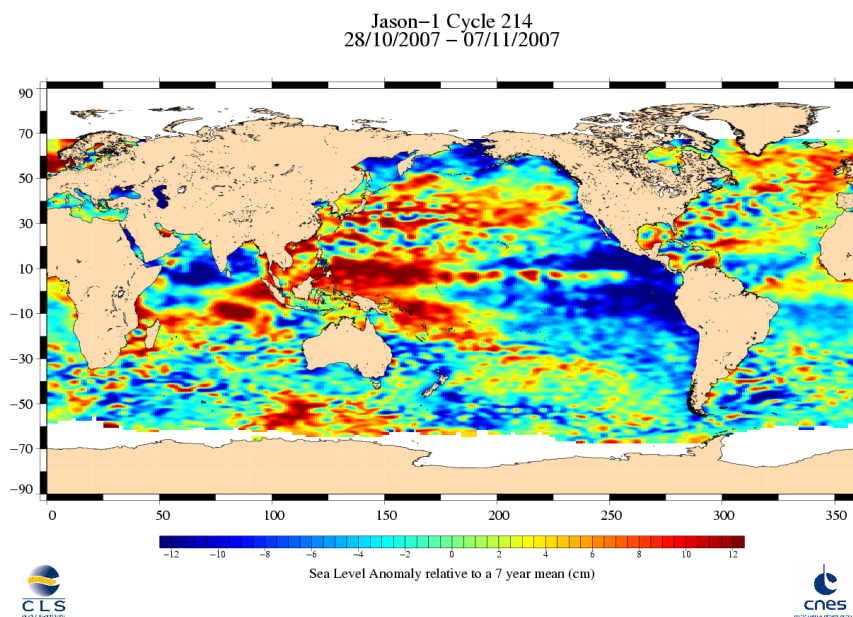 Jason-1 Cycle 214
28/10/2007 - 07/11/2007
90
70
50
30
10
-10
-30
-50
-70
-90
0 50 100 150 200 250 300 350
-12 -10 -8 -6 -4 -2 0 2 4 6 8 10 12
Sea Level Anomaly relative to a 7 year mean (cm)
CLS
cnes